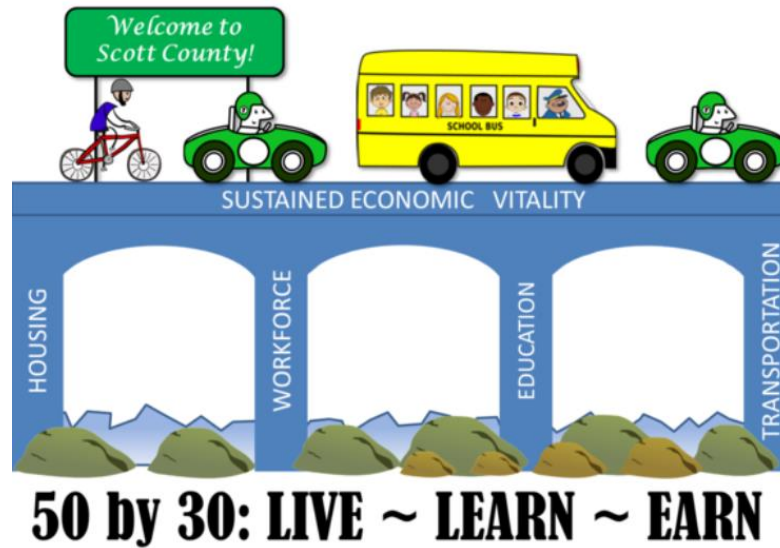 Welcome to
Scott County!
SCHOOL BUS
SUSTAINED ECONOMIC VITALITY
HOUSING
WORKFORCE
EDUCATION
TRANSPORTATION
50 by 30: LIVE ~ LEARN ~ EARN